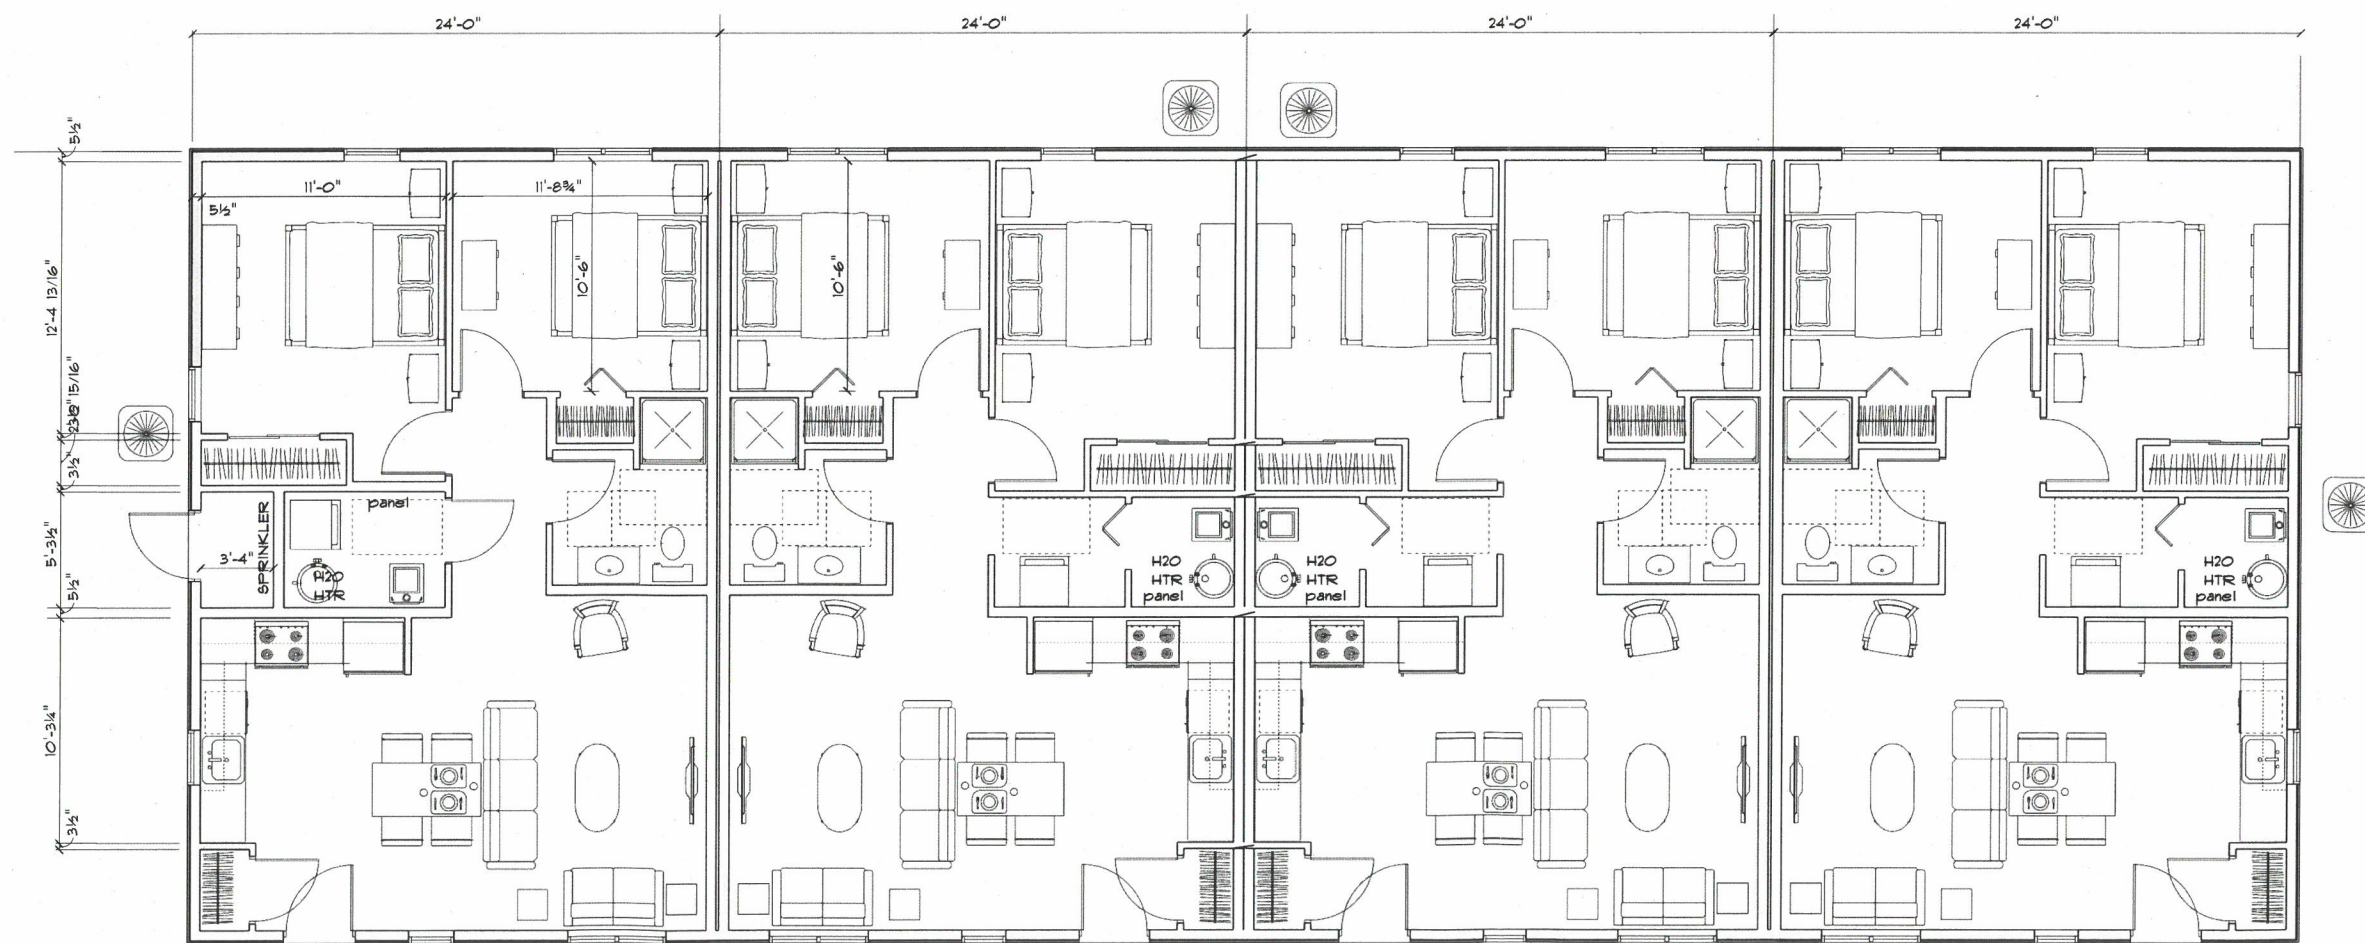 24'-0"
24'-0"
24'-0"
24'-0"
5½"
11'-0"
11'-8¾"
5½"
10'-6"
10'-6"
12'-4 13/16"
3½"
5'-3½"
5½"
10'-3¼"
3½"
panel
SPRINKLER
3'-4"
H2O
HTR
H2O
HTR
panel
H2O
HTR
panel
H2O
HTR
panel